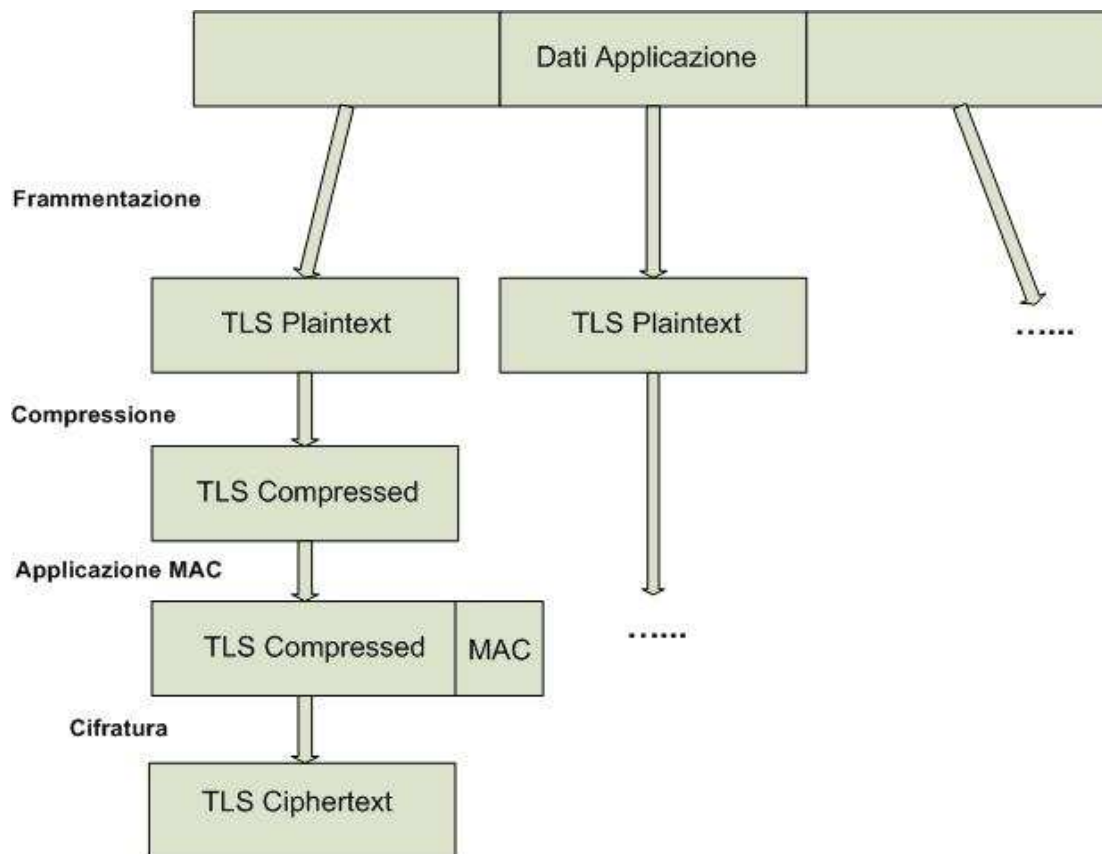 Dati Applicazione
Frammentazione
TLS Plaintext
TLS Plaintext
.......
Compressione
TLS Compressed
Applicazione MAC
TLS Compressed
MAC
.......
Cifratura
TLS Ciphertext